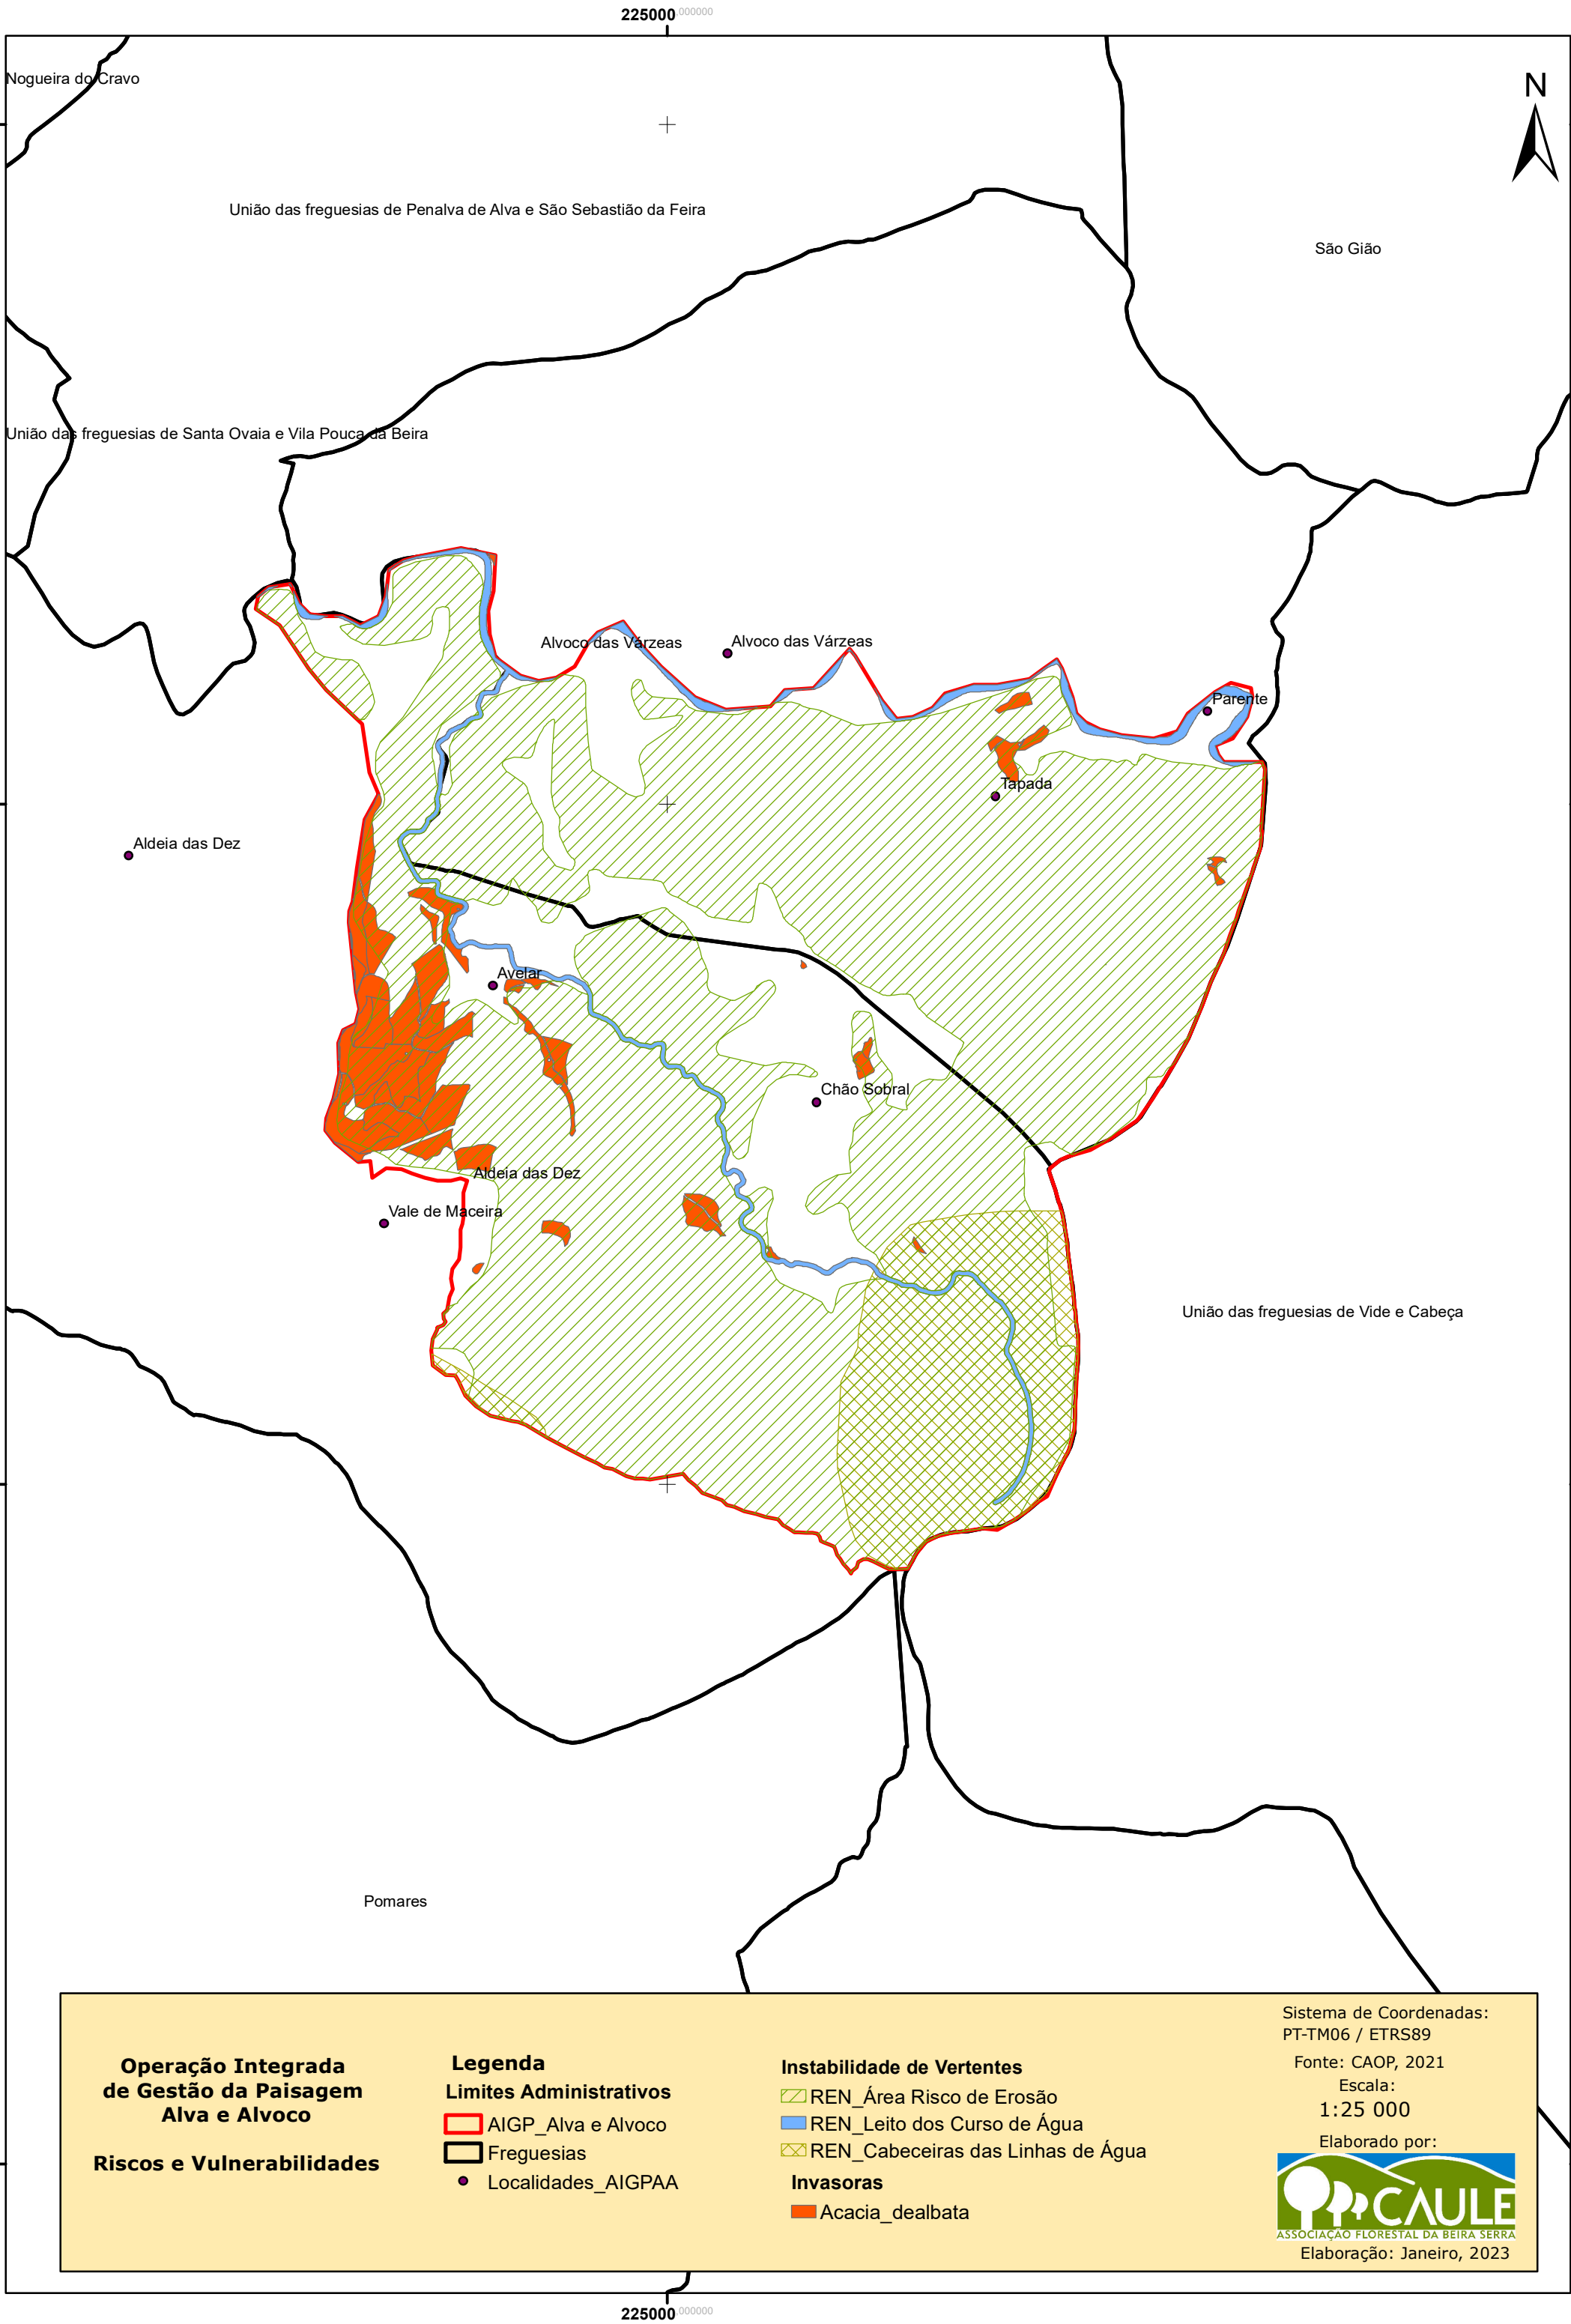 225000,000000
Nogueira do Cravo
N
União das freguesias de Penalva de Alva e São Sebastião da Feira
São Gião
União das freguesias de Santa Ovaia e Vila Pouca da Beira
Alvoco das Várzeas
Alvoco das Várzeas
Parente
Tapada
Aldeia das Dez
Avelar
Chão Sobral
Aldeia das Dez
Vale de Maceira
União das freguesias de Vide e Cabeça
Pomares
Operação Integrada
de Gestão da Paisagem
Alva e Alvoco
Riscos e Vulnerabilidades
Legenda
Limites Administrativos
AIGP_Alva e Alvoco
Freguesias
Localidades_AIGPAA
Instabilidade de Vertentes
REN_Área Risco de Erosão
REN_Leito dos Curso de Água
REN_Cabeceiras das Linhas de Água
Invasoras
Acacia_dealbata
Sistema de Coordenadas:
PT-TM06 / ETRS89
Fonte: CAOP, 2021
Escala:
1:25 000
Elaborado por:
CAULE
ASSOCIAÇÃO FLORESTAL DA BEIRA SERRA
Elaboração: Janeiro, 2023
225000,000000